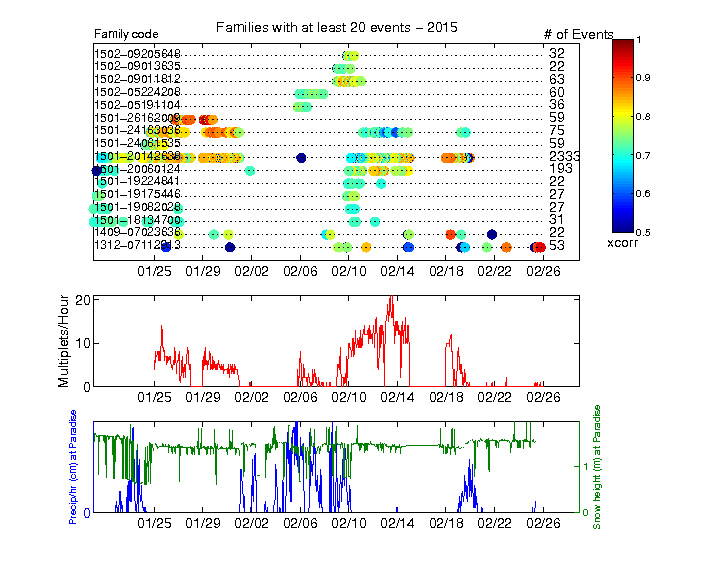 Families with at least 20 events – 2015
Family code
# of Events
1502–09205648 32
1502–09013635 22
1502–09011812 63
1502–05224208 60
1502–05191104 36
1501–26162009 59
1501–24163036 75
1501–24061535 59
1501–20142638 2333
1501–20060124 193
1501–19224841 22
1501–19175446 27
1501–19082028 27
1501–18134700 31
1409–07023636 22
53
01/25 01/29 02/02 02/06 02/10 02/14 02/18 02/22 02/26
1
0.9
0.8
0.7
0.6
0.5
xcorr
Multiplets/Hour
20
10
0
01/25 01/29 02/02 02/06 02/10 02/14 02/18 02/22 02/26
Precip/hr (cm) at Paradise
0
1
0
Snow height (m) at Paradise
01/25 01/29 02/02 02/06 02/10 02/14 02/18 02/22 02/26